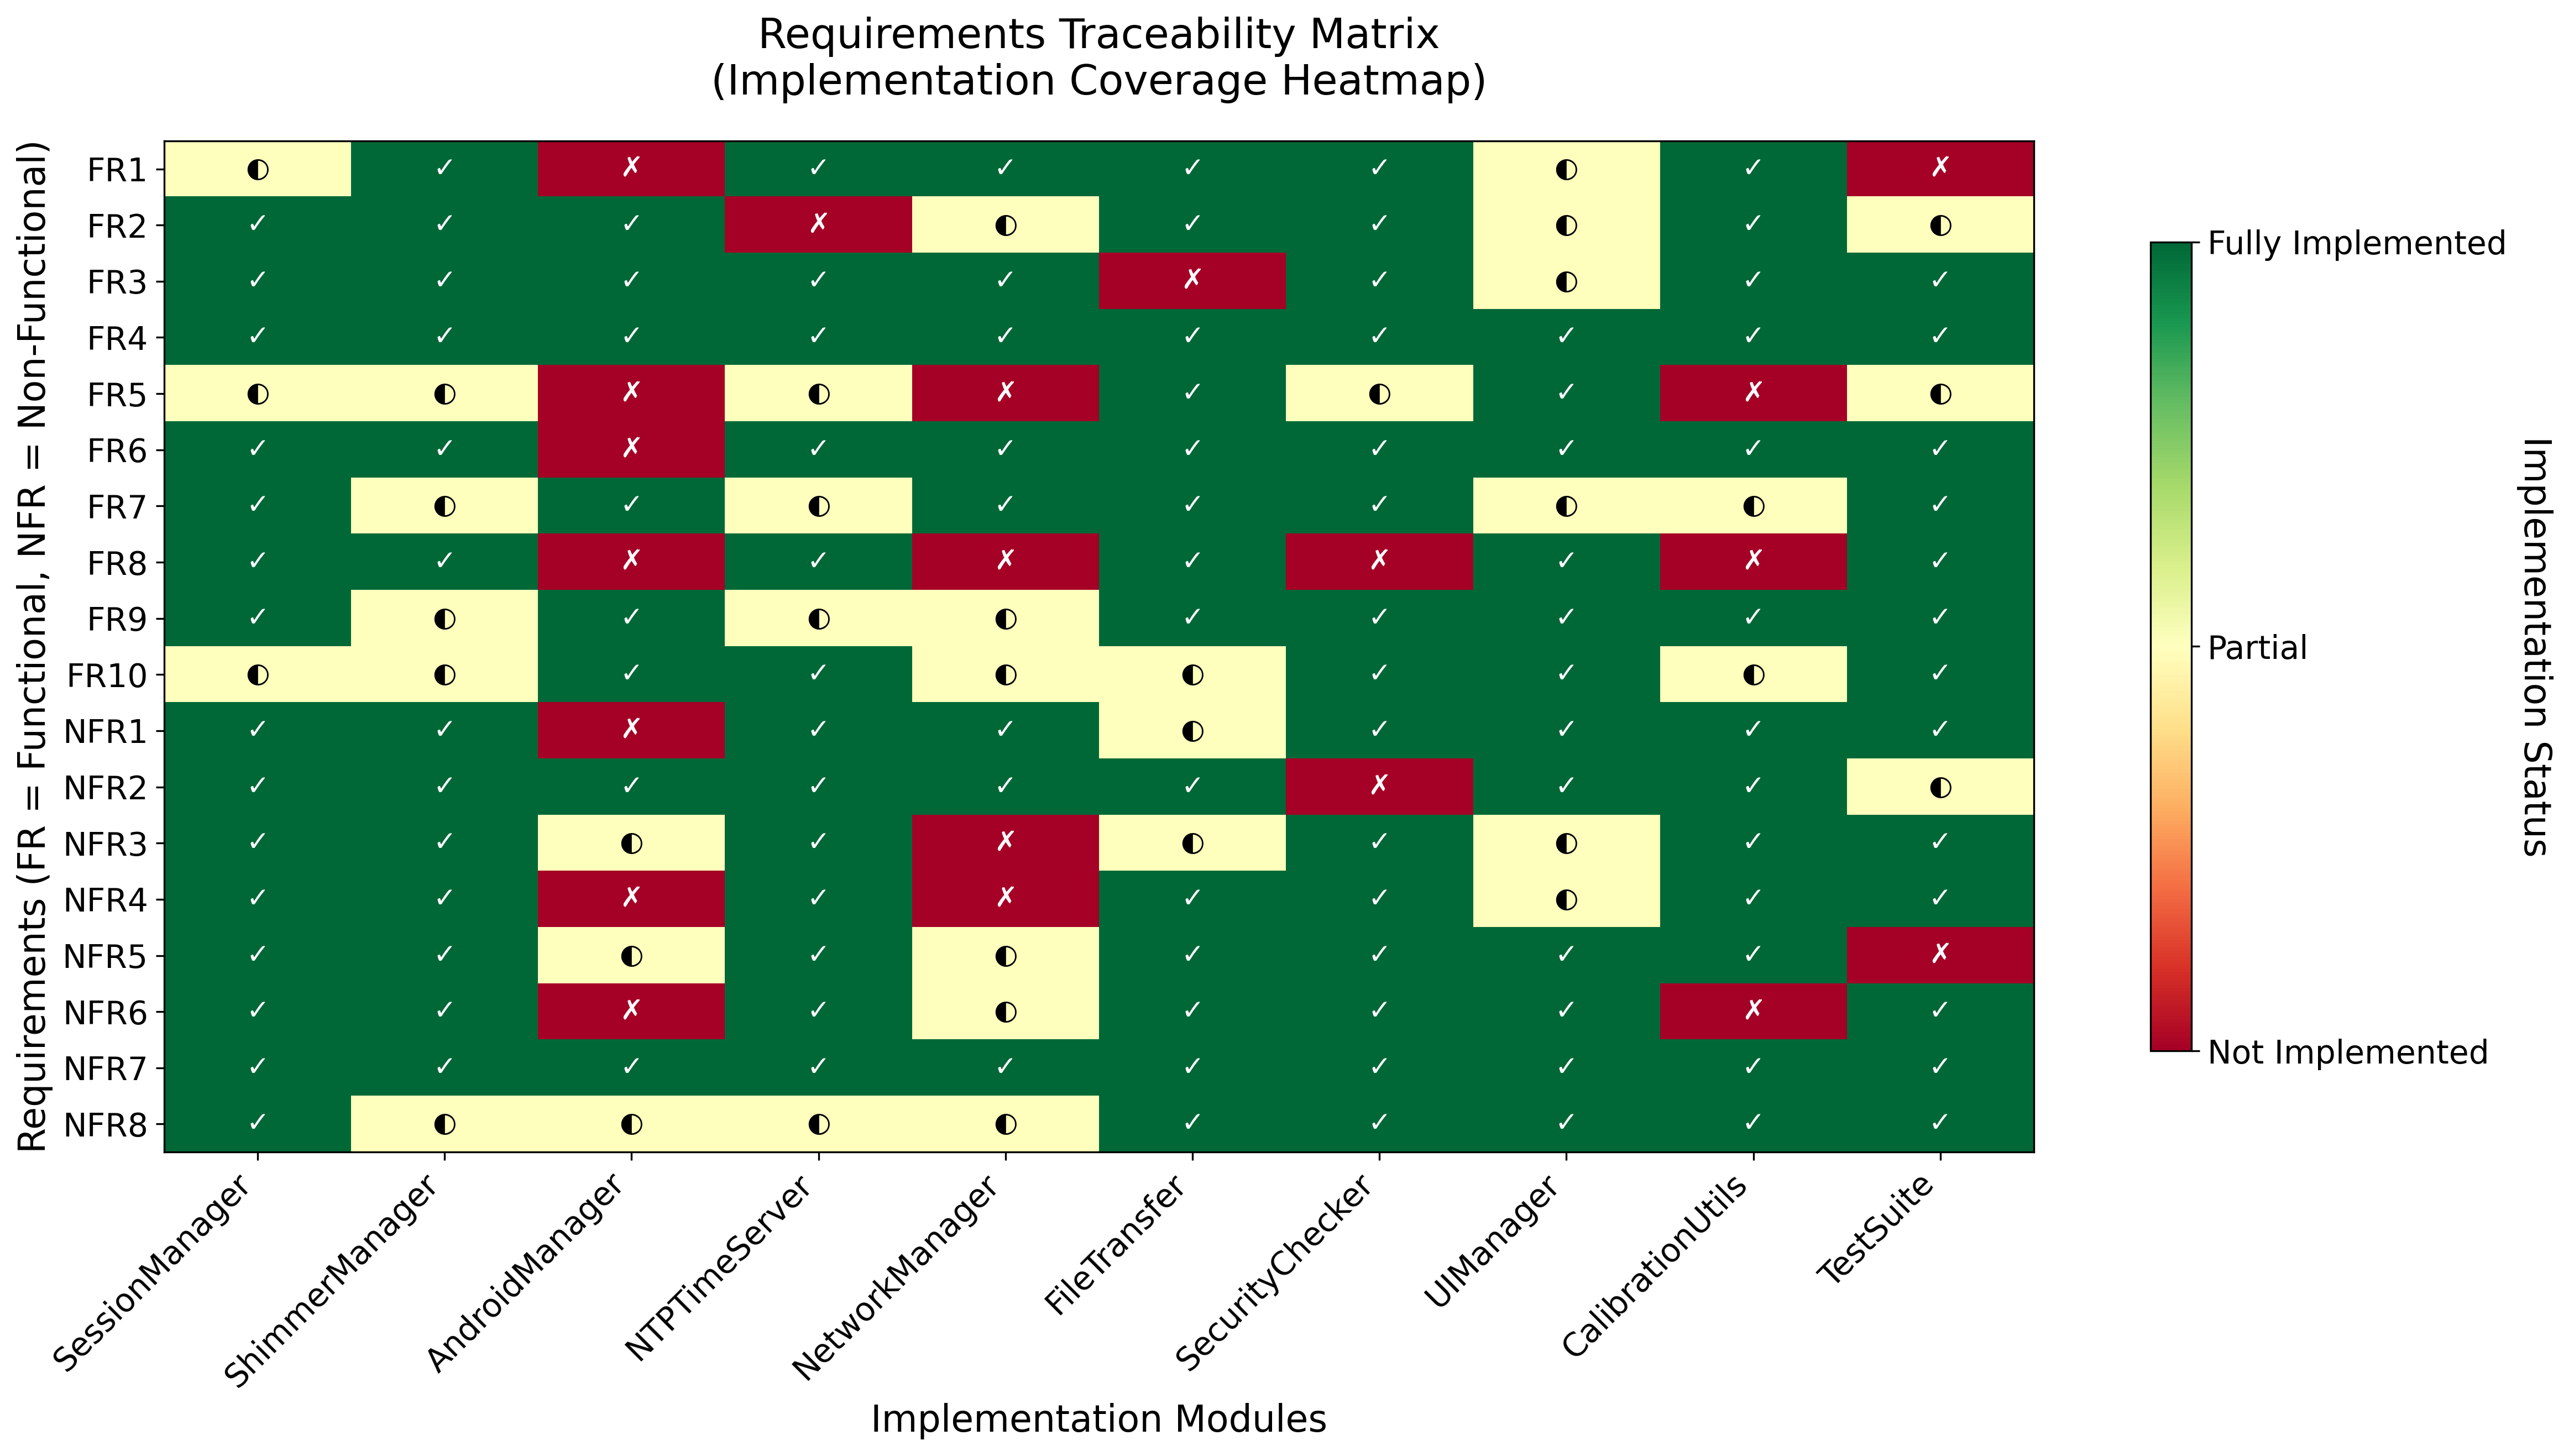 Requirements Traceability Matrix
(Implementation Coverage Heatmap)
Requirements (FR = Functional, NFR = Non-Functional)
FR1 ◐ ✓ ✗ ✓ ✓ ✓ ✓ ◐ ✓ ✗
FR2 ✓ ✓ ✓ ✗ ◐ ✓ ✓ ◐ ✓ ◐
FR3 ✓ ✓ ✓ ✓ ✓ ✗ ✓ ◐ ✓ ✓
FR4 ✓ ✓ ✓ ✓ ✓ ✓ ✓ ✓ ✓ ✓
FR5 ◐ ◐ ✗ ◐ ✗ ✓ ◐ ✓ ✗ ◐
FR6 ✓ ✓ ✗ ✓ ✓ ✓ ✓ ✓ ✓ ✓
FR7 ✓ ◐ ✓ ◐ ✓ ✓ ✓ ◐ ◐ ✓
FR8 ✓ ✓ ✗ ✓ ✗ ✓ ✗ ✓ ✗ ✓
FR9 ✓ ◐ ✓ ◐ ◐ ✓ ✓ ✓ ✓ ✓
FR10 ◐ ◐ ✓ ✓ ◐ ◐ ✓ ✓ ◐ ✓
NFR1 ✓ ✓ ✗ ✓ ✓ ◐ ✓ ✓ ✓ ✓
NFR2 ✓ ✓ ✓ ✓ ✓ ✓ ✗ ✓ ✓ ◐
NFR3 ✓ ✓ ◐ ✓ ✗ ◐ ✓ ◐ ✓ ✓
NFR4 ✓ ✓ ✗ ✓ ✗ ✓ ✓ ◐ ✓ ✓
NFR5 ✓ ✓ ◐ ✓ ◐ ✓ ✓ ✓ ✓ ✗
NFR6 ✓ ✓ ✗ ✓ ◐ ✓ ✓ ✓ ✗ ✓
NFR7 ✓ ✓ ✓ ✓ ✓ ✓ ✓ ✓ ✓ ✓
NFR8 ✓ ◐ ◐ ◐ ◐ ✓ ✓ ✓ ✓ ✓
SessionManager
ShimmerManager
AndroidManager
NTPTimeServer
NetworkManager
FileTransfer
SecurityChecker
UIManager
CalibrationUtils
TestSuite
Implementation Modules
Fully Implemented
Partial
Not Implemented
Implementation Status